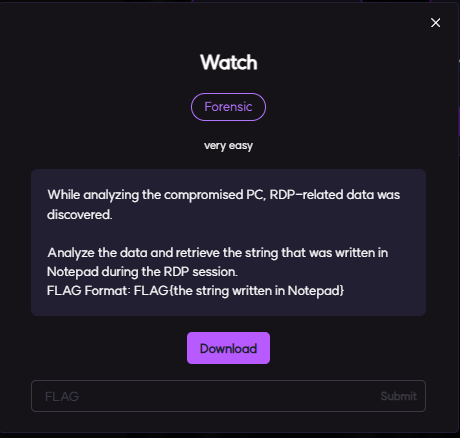 Watch
Forensic
very easy
While analyzing the compromised PC, RDP-related data was
discovered.
Analyze the data and retrieve the string that was written in
Notepad during the RDP session.
FLAG Format: FLAG{the string written in Notepad}
Download
FLAG
Submit